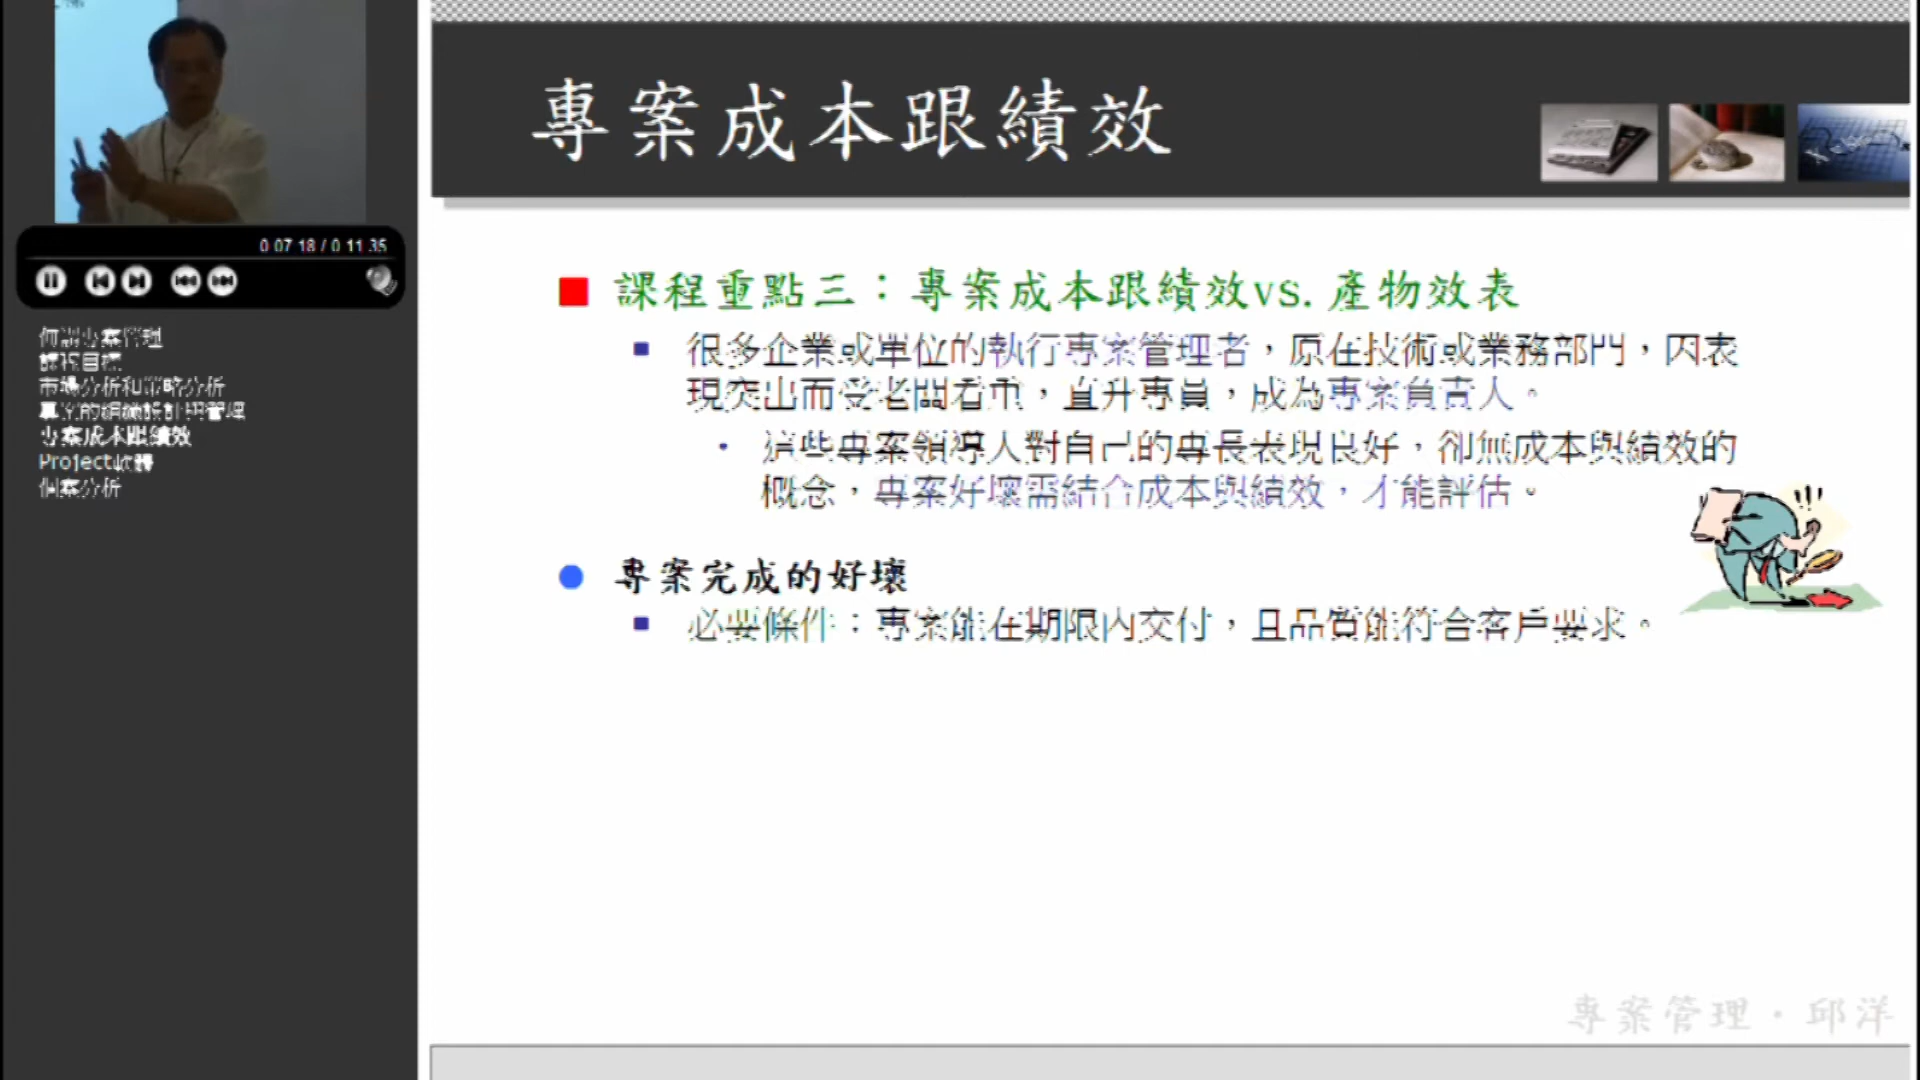 專案成本跟績效
0:07:18 / 0:11:35
何謂專案管理
課程目標
市場分析和策略分析
專案的組織設計與管理
專案成本跟績效
Project收尾
個案分析
課程重點三：專案成本跟績效vs. 產物效表
很多企業或單位的執行專案管理者，原在技術或業務部門，因表
現突出而受老闆看重，直升專員，成為專案負責人。
這些專案領導人對自己的專長表現良好，卻無成本與績效的
概念，專案好壞需結合成本與績效，才能評估。
!!!
專案完成的好壞
必要條件：專案能在期限內交付，且品質能符合客戶要求。
專案管理・邱洋